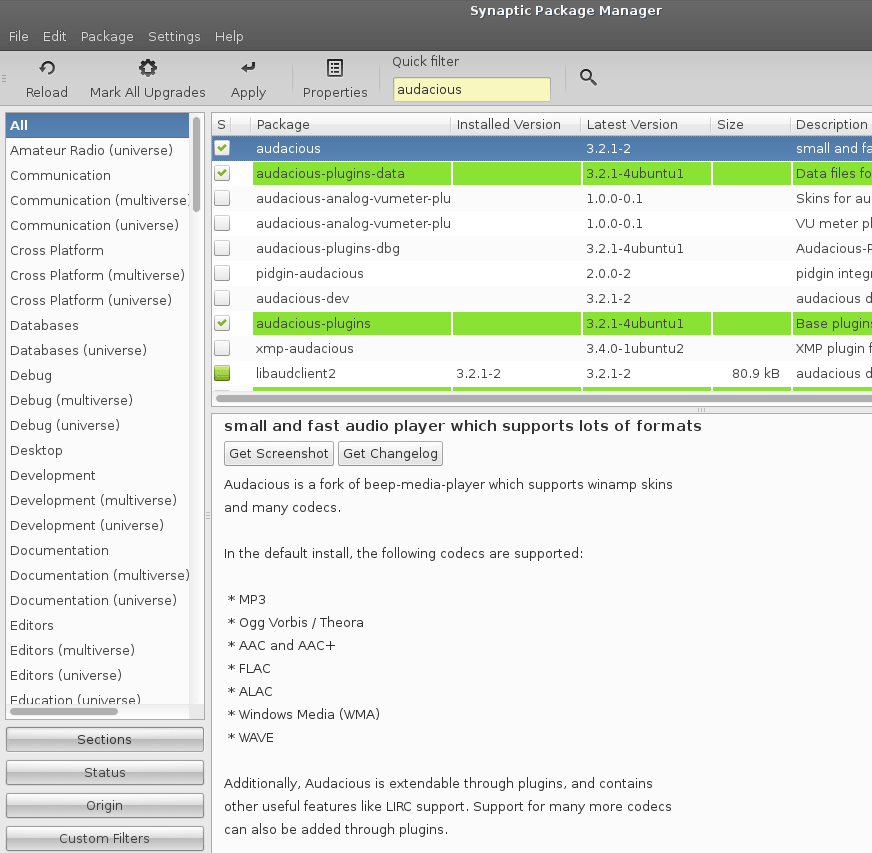 Synaptic Package Manager
File Edit Package Settings Help
Quick filter
Reload Mark All Upgrades Apply Properties
audacious
S Package Installed Version Latest Version Size Description
audacious 3.2.1-2 small and fa
audacious-plugins-data 3.2.1-4ubuntu1 Data files fo
audacious-analog-vumeter-plu 1.0.0-0.1 Skins for au
audacious-analog-vumeter-plu 1.0.0-0.1 VU meter pl
audacious-plugins-dbg 3.2.1-4ubuntu1 Audacious-P
pidgin-audacious 2.0.0-2 pidgin integr
audacious-dev 3.2.1-2 audacious d
audacious-plugins 3.2.1-4ubuntu1 Base plugins
xmp-audacious 3.4.0-1ubuntu2 XMP plugin f
libaudclient2 3.2.1-2 3.2.1-2 80.9 kB audacious d
All
Amateur Radio (universe)
Communication
Communication (multiverse)
Communication (universe)
Cross Platform
Cross Platform (multiverse)
Cross Platform (universe)
Databases
Databases (universe)
Debug
Debug (multiverse)
Debug (universe)
Desktop
Development
Development (multiverse)
Development (universe)
Documentation
Documentation (multiverse)
Documentation (universe)
Editors
Editors (multiverse)
Editors (universe)
Education (universe)
Sections
Status
Origin
Custom Filters
small and fast audio player which supports lots of formats
Get Screenshot Get Changelog
Audacious is a fork of beep-media-player which supports winamp skins
and many codecs.
In the default install, the following codecs are supported:
* MP3
* Ogg Vorbis / Theora
* AAC and AAC+
* FLAC
* ALAC
* Windows Media (WMA)
* WAVE
Additionally, Audacious is extendable through plugins, and contains
other useful features like LIRC support. Support for many more codecs
can also be added through plugins.